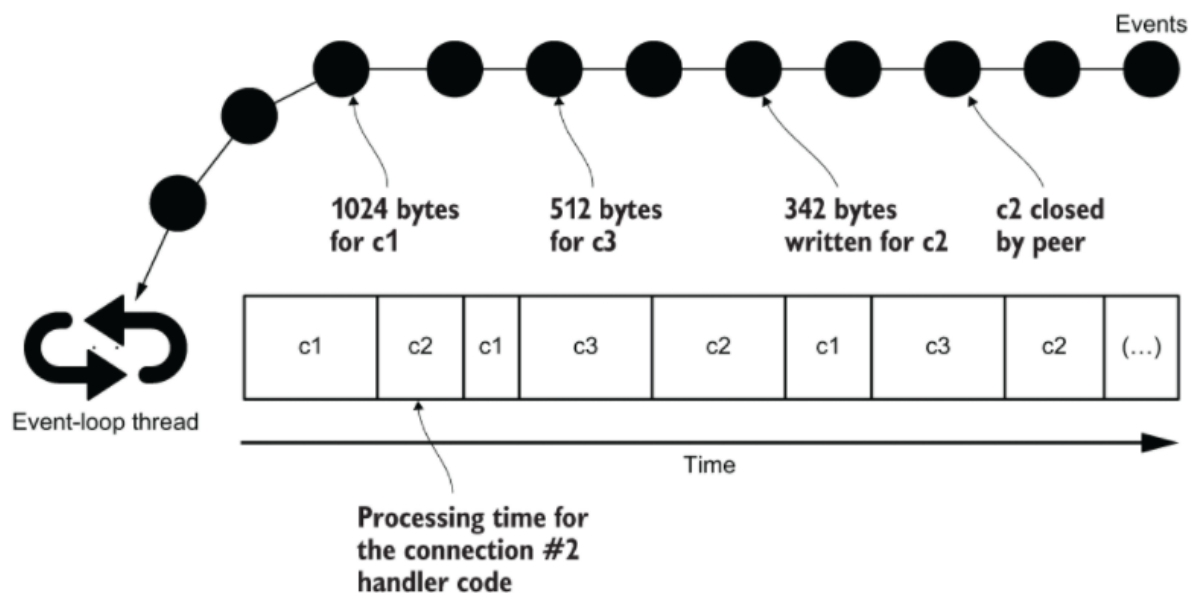 Events
1024 bytes
for c1
512 bytes
for c3
342 bytes
written for c2
c2 closed
by peer
c1
c2
c1
c3
c2
c1
c3
c2
(...)
Event-loop thread
Time
Processing time for
the connection #2
handler code